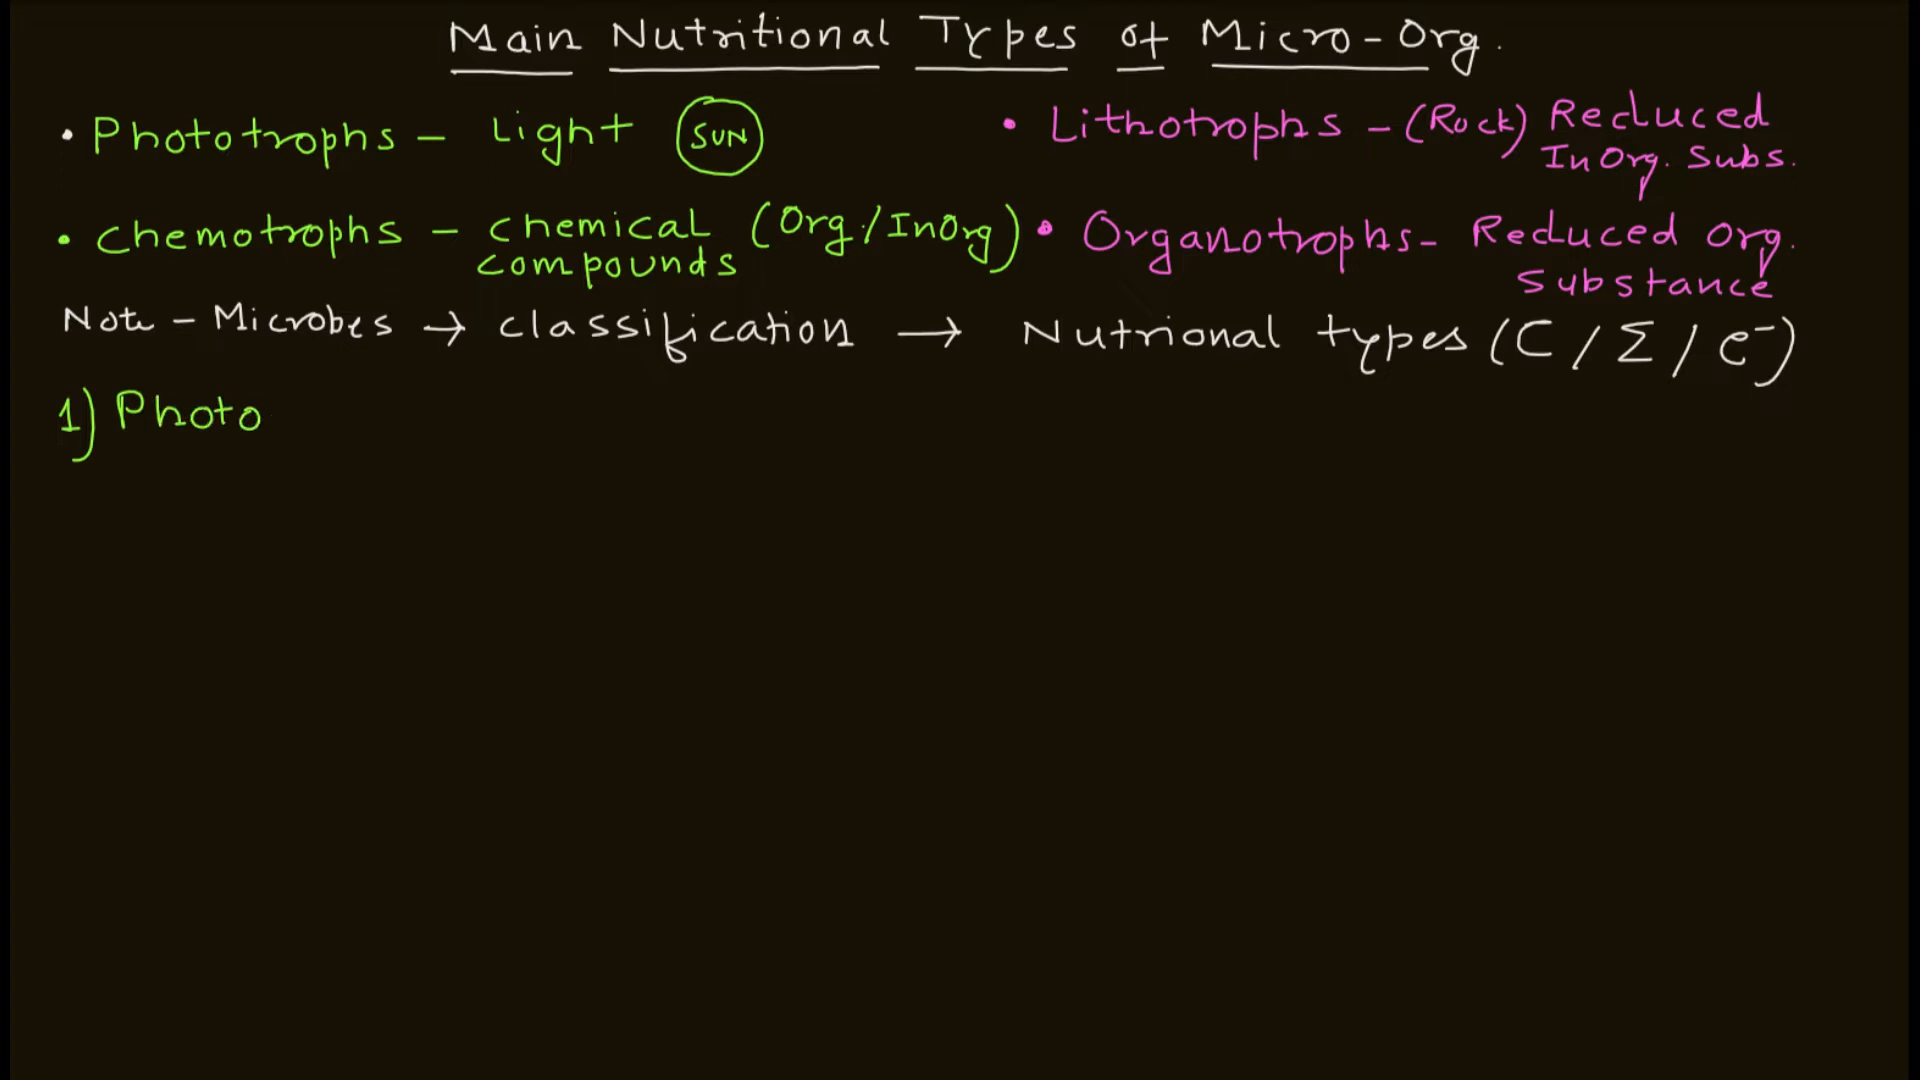 Main Nutritional Types of Micro-Org.
• Phototrophs - Light (SUN)
• Chemotrophs - chemical (Org./InOrg)
compounds
• Lithotrophs - (Rock) Reduced
InOrg. Subs.
• Organotrophs - Reduced org.
Substance
Note - Microbes → classification → Nutrional types (C / Σ / e⁻)
1) Photo